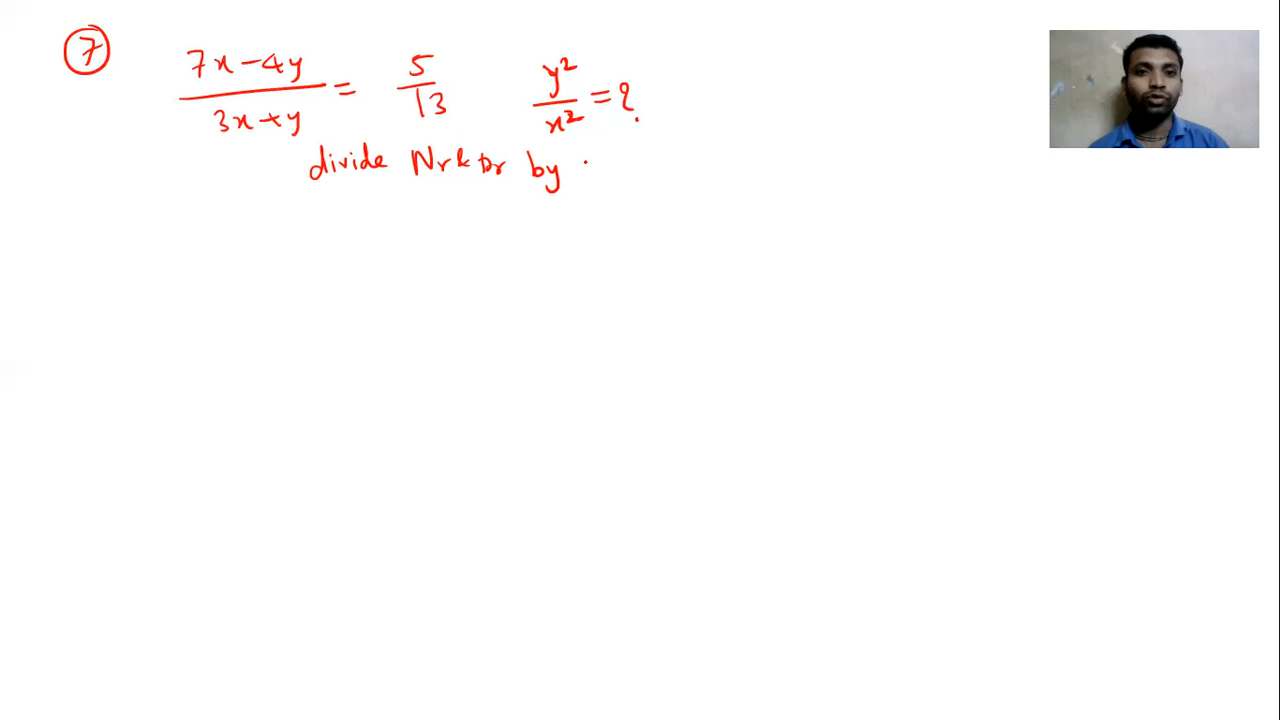 7
7x-4y/3x+y = 5/13 y²/x² = ?
divide Nr & Dr by